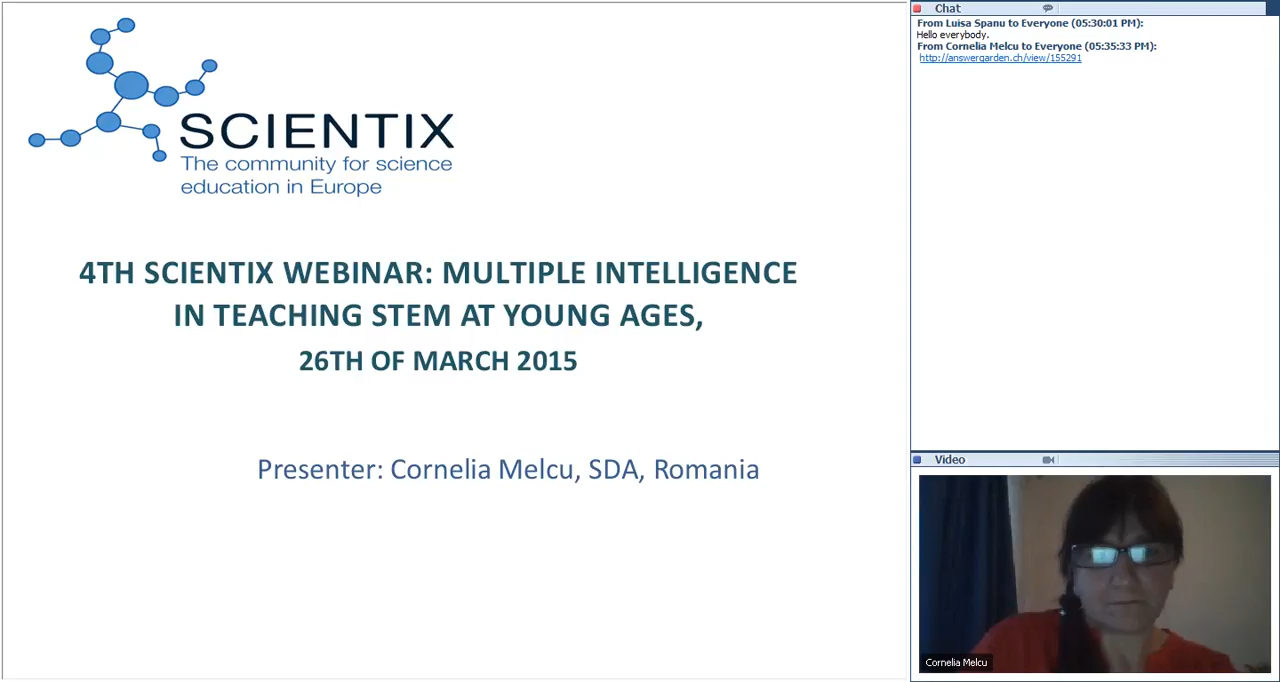 SCIENTIX
The community for science
education in Europe
4TH SCIENTIX WEBINAR: MULTIPLE INTELLIGENCE
IN TEACHING STEM AT YOUNG AGES,
26TH OF MARCH 2015
Presenter: Cornelia Melcu, SDA, Romania
Chat
From Luisa Spanu to Everyone (05:30:01 PM):
Hello everybody.
From Cornelia Melcu to Everyone (05:35:33 PM):
http://answergarden.ch/view/155291
Video
Cornelia Melcu